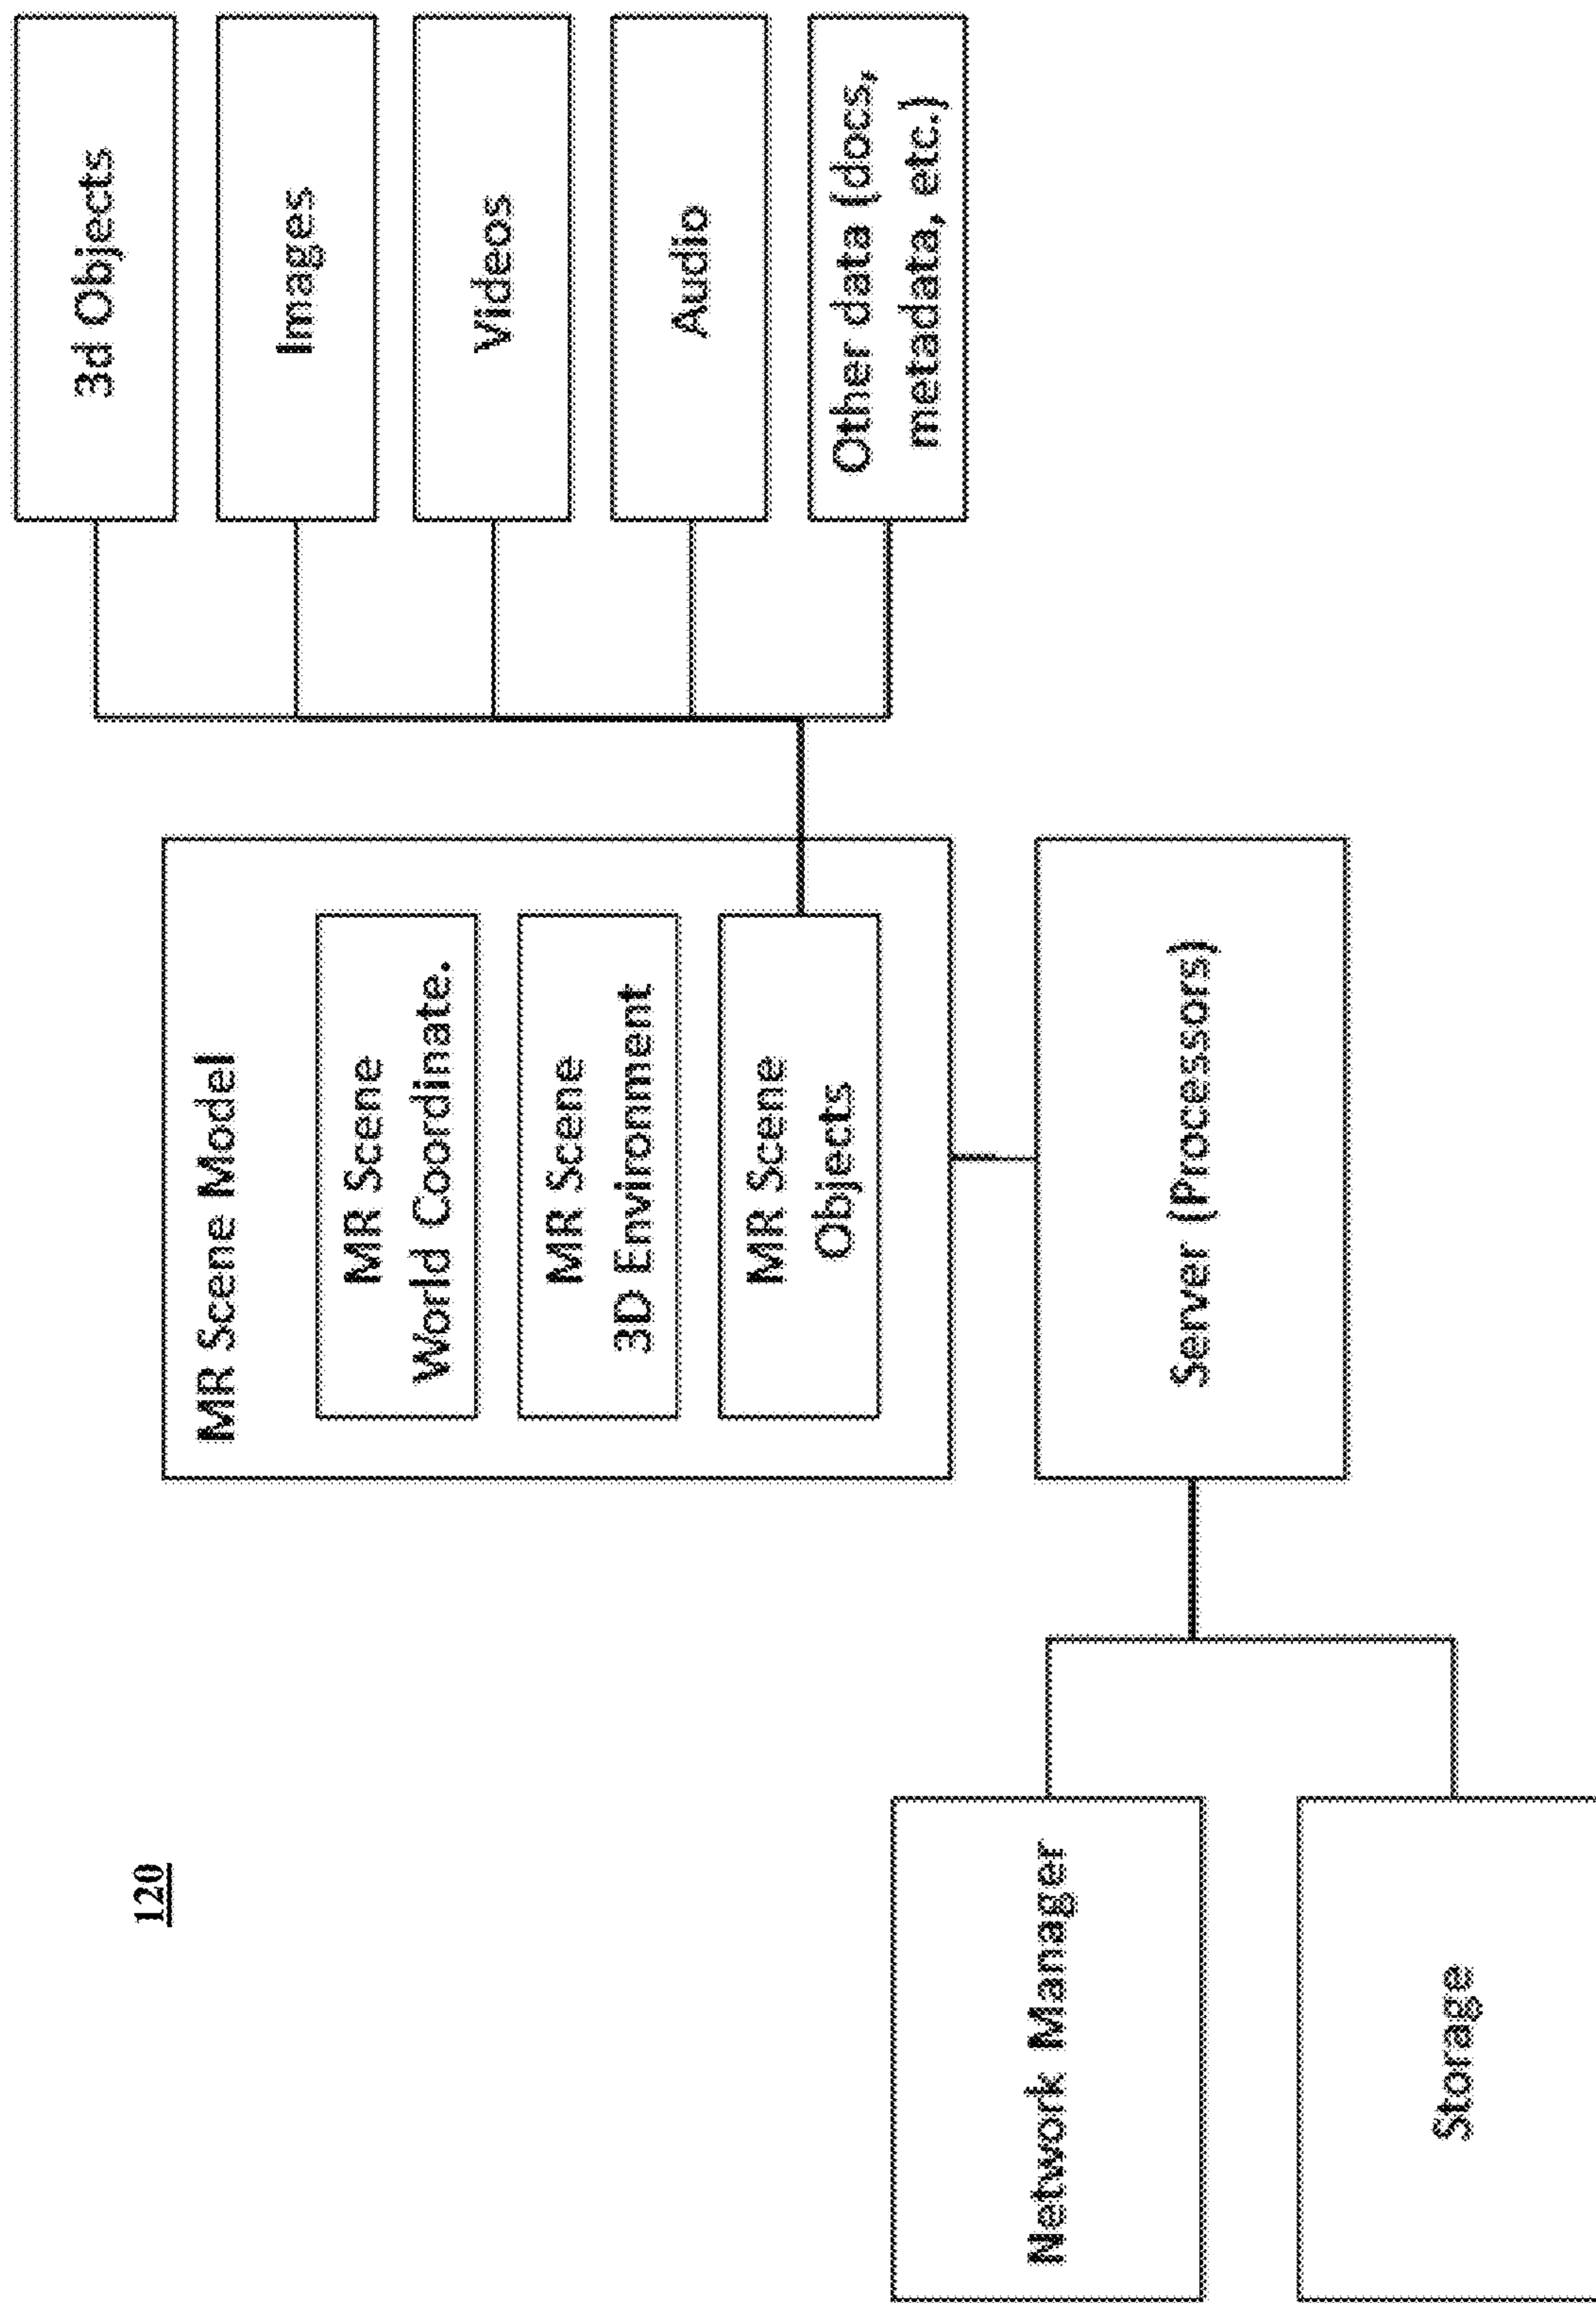 120
MR Scene Model
MR Scene
World Coordinate.
MR Scene
3D Environment
MR Scene
Objects
3d Objects
Images
Videos
Audio
Other data (docs,
metadata, etc.)
Network Manager
Storage
Server (Processors)